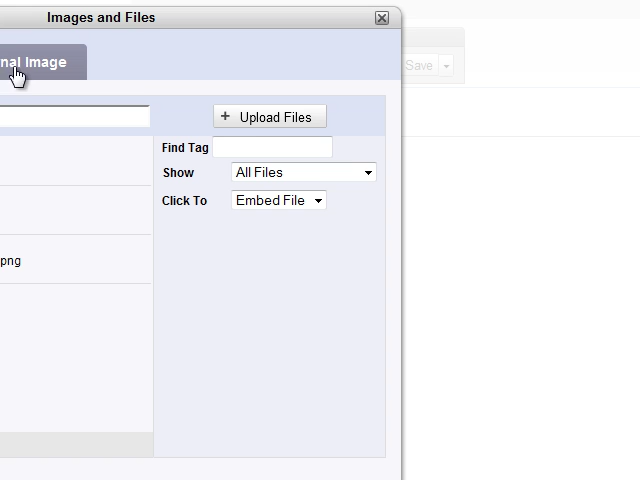 Images and Files
nal Image
Save
+ Upload Files
Find Tag
Show All Files
Click To Embed File
png